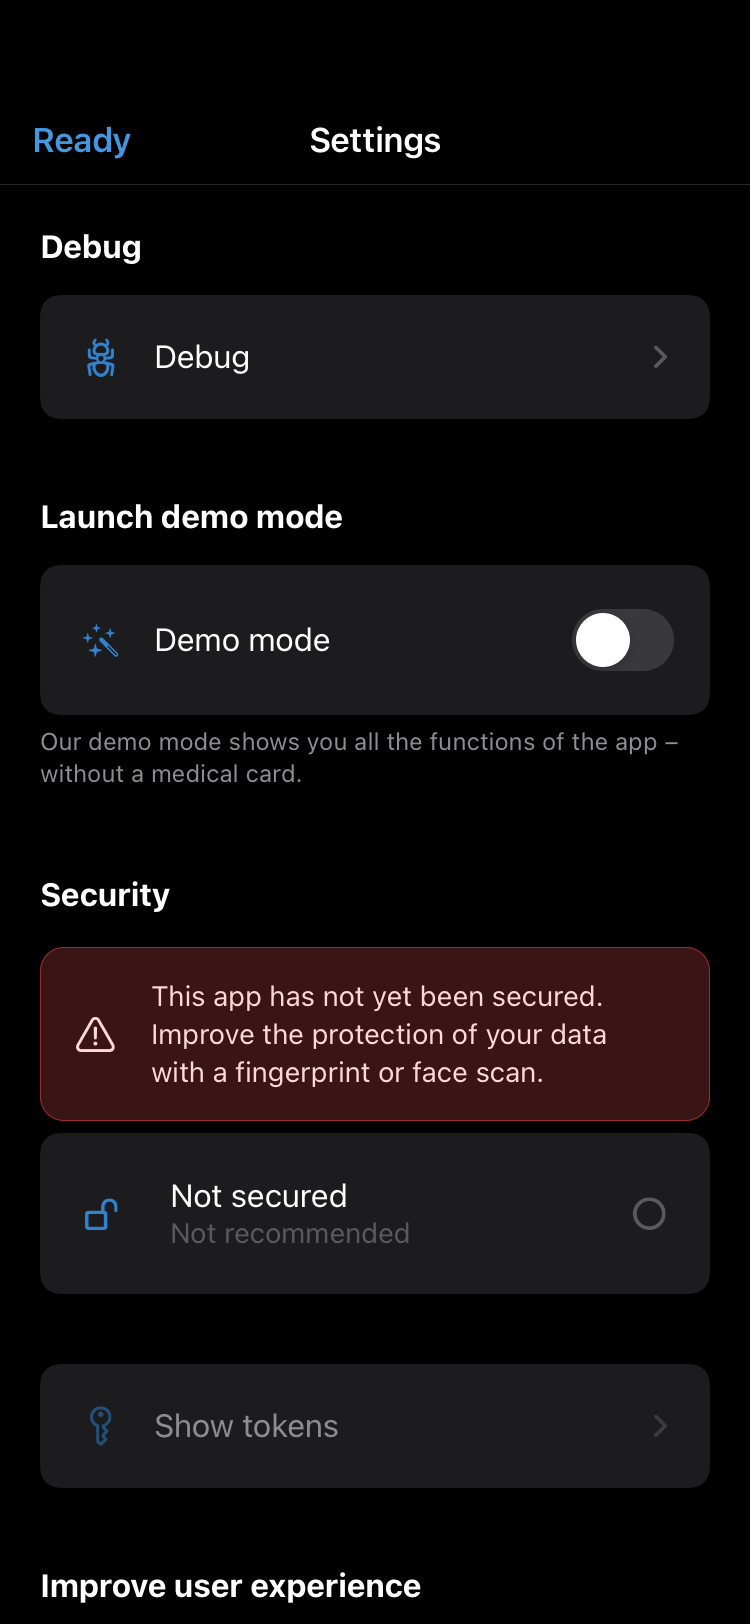 Ready
Settings
Debug
Debug
Launch demo mode
Demo mode
Our demo mode shows you all the functions of the app –
without a medical card.
Security
This app has not yet been secured.
Improve the protection of your data
with a fingerprint or face scan.
Not secured
Not recommended
Show tokens
Improve user experience